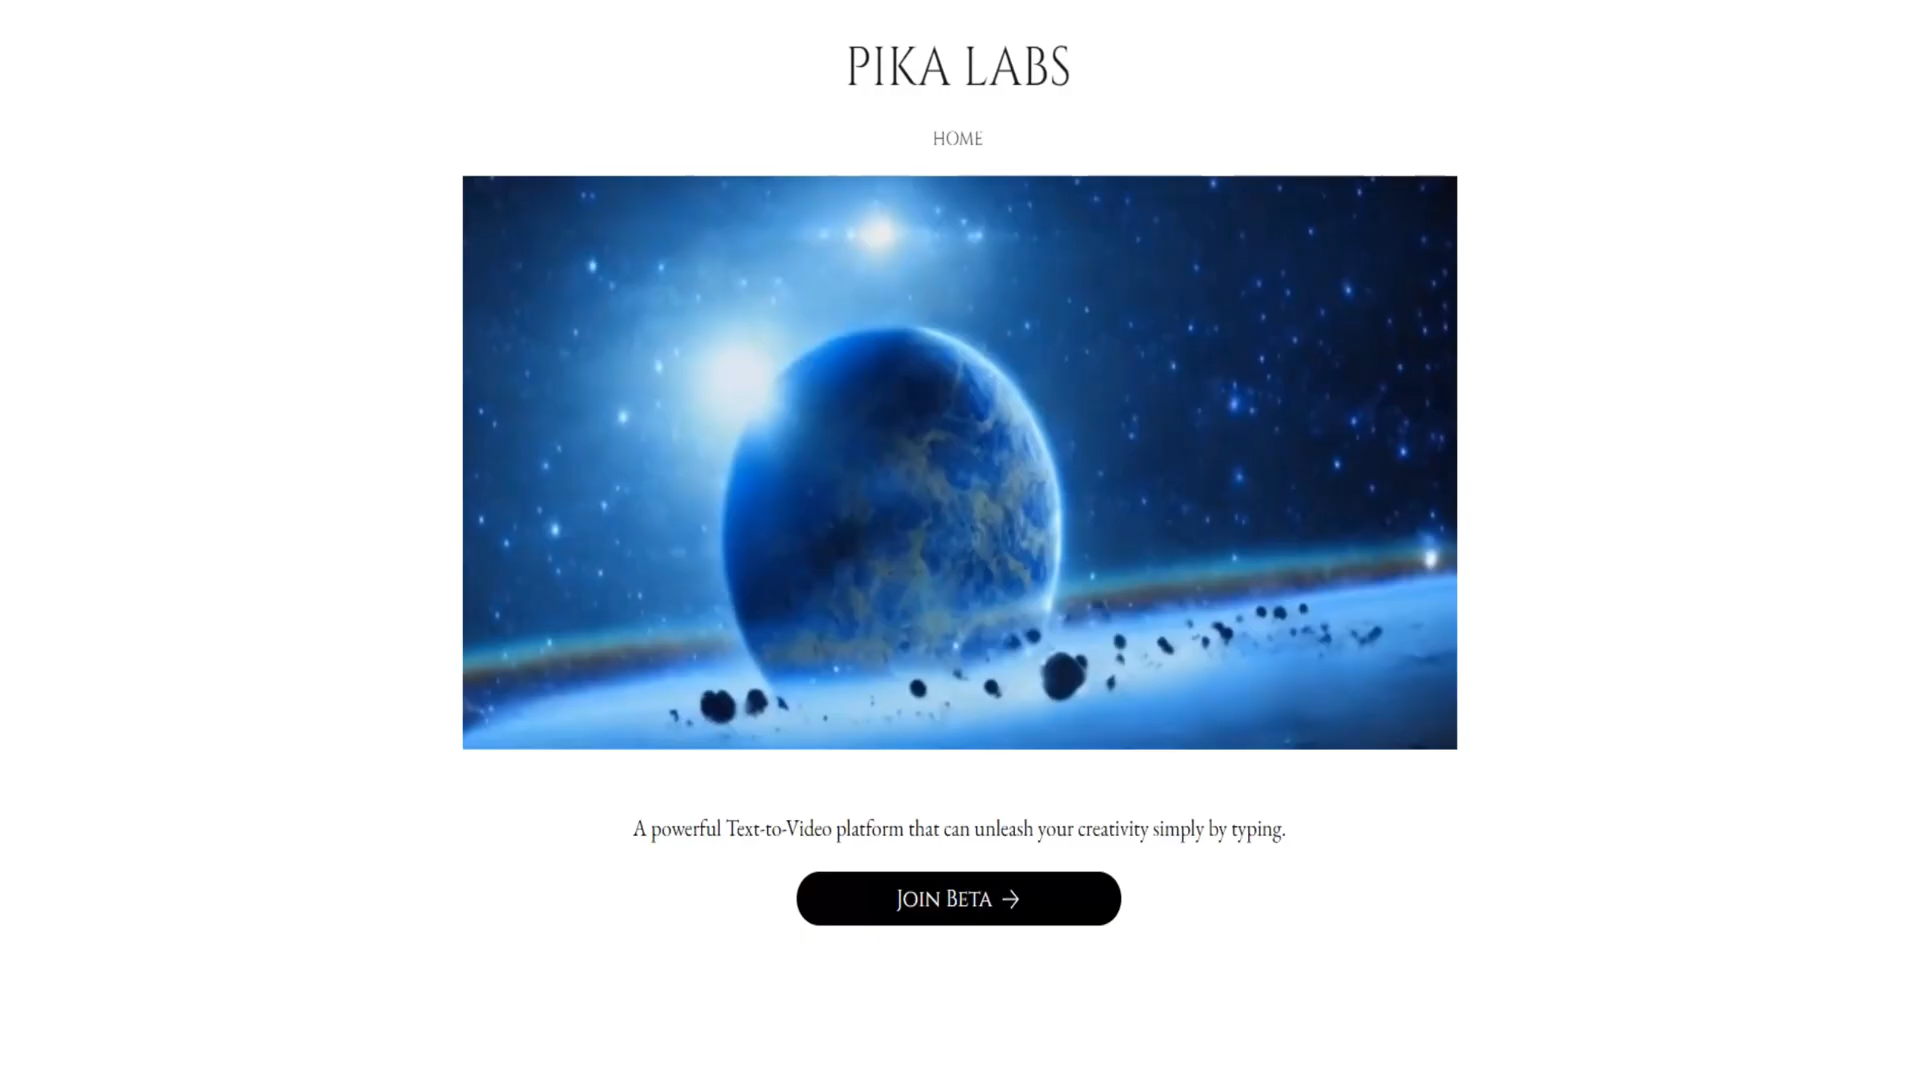 PIKA LABS
HOME
A powerful Text-to-Video platform that can unleash your creativity simply by typing.
Join Beta →